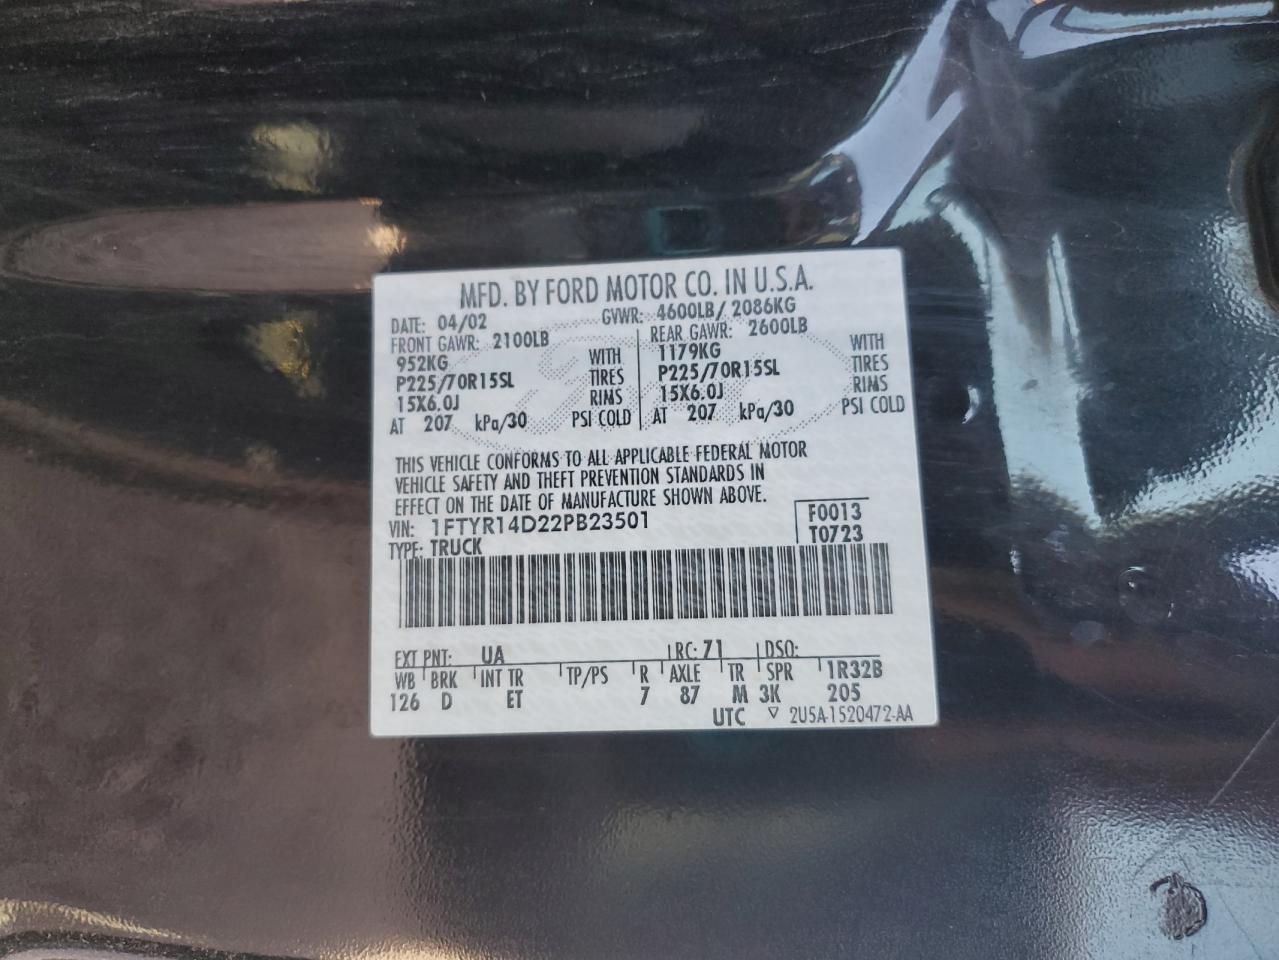 MFD. BY FORD MOTOR CO. IN U.S.A.
DATE: 04/02 GVWR: 4600LB/ 2086KG
FRONT GAWR: 2100LB REAR GAWR: 2600LB
952KG WITH 1179KG WITH
P225/70R15SL TIRES P225/70R15SL TIRES
15X6.0J RIMS 15X6.0J RIMS
AT 207 kPa/30 PSI COLD AT 207 kPa/30 PSI COLD
THIS VEHICLE CONFORMS TO ALL APPLICABLE FEDERAL MOTOR
VEHICLE SAFETY AND THEFT PREVENTION STANDARDS IN
EFFECT ON THE DATE OF MANUFACTURE SHOWN ABOVE.
VIN: 1FTYR14D22PB23501 F0013
TYPE: TRUCK T0723
EXT PNT: UA RC: 71 DSO:
WB BRK INT TR TP/PS R AXLE TR SPR 1R32B
126 D ET 7 87 M 3K 205
UTC ▽ 2U5A-1520472-AA